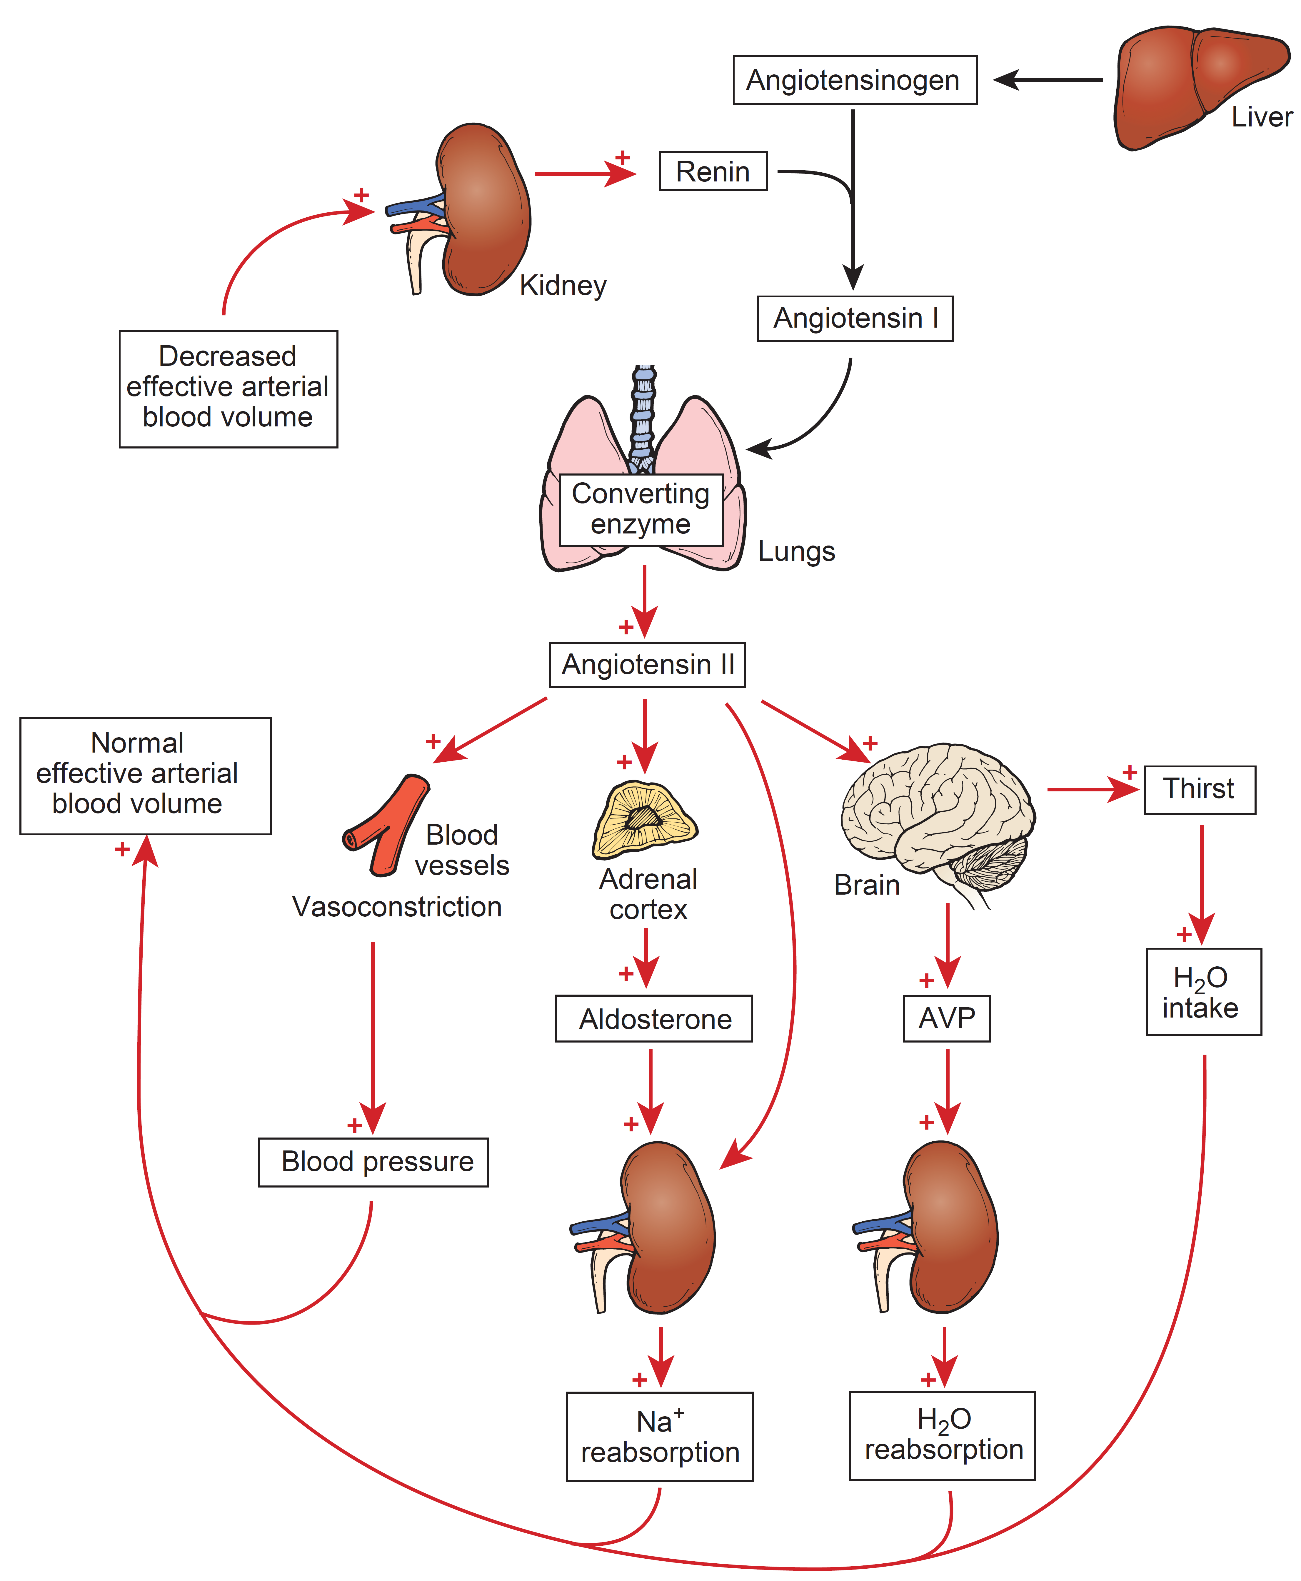 Angiotensinogen
Liver
+
Renin
+
Kidney
Angiotensin I
Decreased
effective arterial
blood volume
Converting
enzyme
Lungs
+
Angiotensin II
Normal
effective arterial
blood volume
+
+
+
+
Thirst
+
Blood
vessels
Vasoconstriction
Adrenal
cortex
Brain
+
+
+
H₂O
intake
Aldosterone
AVP
+
+
+
Blood pressure
+
+
Na⁺
reabsorption
H₂O
reabsorption